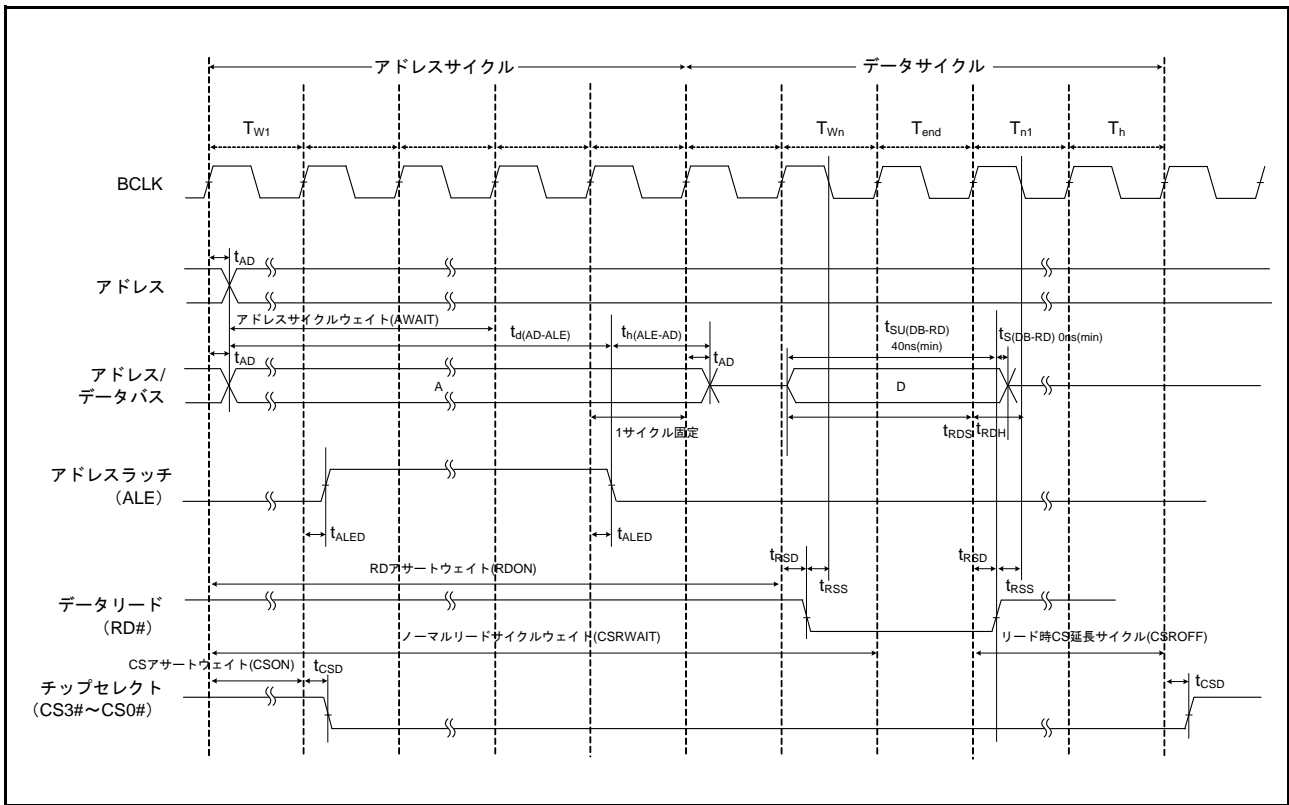 アドレスサイクル
データサイクル
TW1
TWn
Tend
Tn1
Th
BCLK
tAD
アドレス
アドレスサイクルウェイト(AWAIT)
td(AD-ALE)
th(ALE-AD)
tSU(DB-RD)
40ns(min)
tS(DB-RD) 0ns(min)
tAD
tAD
アドレス/
データバス
A
D
1サイクル固定
tRDS
tRDH
アドレスラッチ
(ALE)
tALED
tALED
tRSD
tRSS
tRSD
tRSS
RDアサートウェイト(RDON)
データリード
(RD#)
ノーマルリードサイクルウェイト(CSRWAIT)
リード時CS延長サイクル(CSROFF)
CSアサートウェイト(CSON)
tCSD
tCSD
チップセレクト
(CS3#~CS0#)